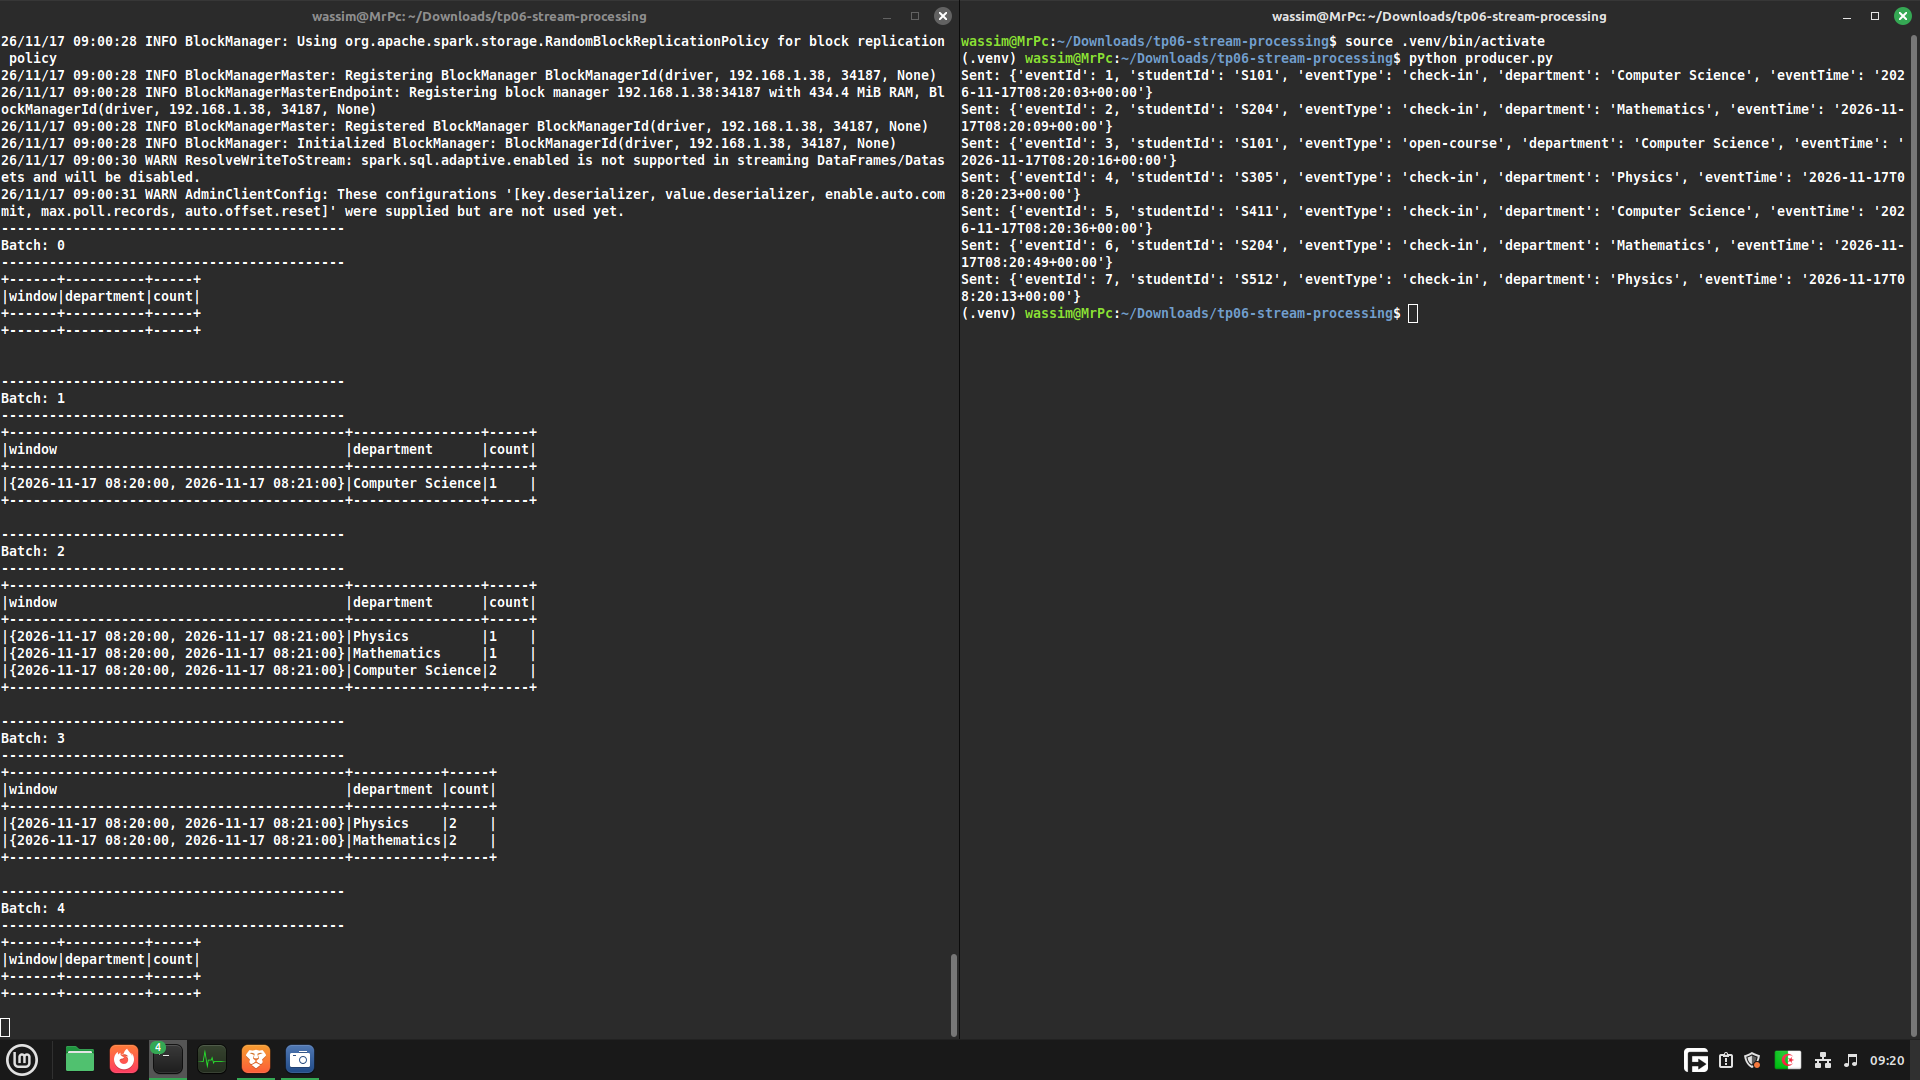 wassim@MrPc: ~/Downloads/tp06-stream-processing
26/11/17 09:00:28 INFO BlockManager: Using org.apache.spark.storage.RandomBlockReplicationPolicy for block replication
 policy
26/11/17 09:00:28 INFO BlockManagerMaster: Registering BlockManager BlockManagerId(driver, 192.168.1.38, 34187, None)
26/11/17 09:00:28 INFO BlockManagerMasterEndpoint: Registering block manager 192.168.1.38:34187 with 434.4 MiB RAM, Bl
ockManagerId(driver, 192.168.1.38, 34187, None)
26/11/17 09:00:28 INFO BlockManagerMaster: Registered BlockManager BlockManagerId(driver, 192.168.1.38, 34187, None)
26/11/17 09:00:28 INFO BlockManager: Initialized BlockManager: BlockManagerId(driver, 192.168.1.38, 34187, None)
26/11/17 09:00:30 WARN ResolveWriteToStream: spark.sql.adaptive.enabled is not supported in streaming DataFrames/Datas
ets and will be disabled.
26/11/17 09:00:31 WARN AdminClientConfig: These configurations '[key.deserializer, value.deserializer, enable.auto.com
mit, max.poll.records, auto.offset.reset]' were supplied but are not used yet.
-------------------------------------------
Batch: 0
-------------------------------------------
+------+----------+-----+
|window|department|count|
+------+----------+-----+
+------+----------+-----+
-------------------------------------------
Batch: 1
-------------------------------------------
+------------------------------------------+----------------+-----+
|window                                    |department      |count|
+------------------------------------------+----------------+-----+
|{2026-11-17 08:20:00, 2026-11-17 08:21:00}|Computer Science|1    |
+------------------------------------------+----------------+-----+
-------------------------------------------
Batch: 2
-------------------------------------------
+------------------------------------------+----------------+-----+
|window                                    |department      |count|
+------------------------------------------+----------------+-----+
|{2026-11-17 08:20:00, 2026-11-17 08:21:00}|Physics         |1    |
|{2026-11-17 08:20:00, 2026-11-17 08:21:00}|Mathematics     |1    |
|{2026-11-17 08:20:00, 2026-11-17 08:21:00}|Computer Science|2    |
+------------------------------------------+----------------+-----+
-------------------------------------------
Batch: 3
-------------------------------------------
+------------------------------------------+-----------+-----+
|window                                    |department |count|
+------------------------------------------+-----------+-----+
|{2026-11-17 08:20:00, 2026-11-17 08:21:00}|Physics    |2    |
|{2026-11-17 08:20:00, 2026-11-17 08:21:00}|Mathematics|2    |
+------------------------------------------+-----------+-----+
-------------------------------------------
Batch: 4
-------------------------------------------
+------+----------+-----+
|window|department|count|
+------+----------+-----+
+------+----------+-----+
wassim@MrPc: ~/Downloads/tp06-stream-processing
wassim@MrPc:~/Downloads/tp06-stream-processing$ source .venv/bin/activate
(.venv) wassim@MrPc:~/Downloads/tp06-stream-processing$ python producer.py
Sent: {'eventId': 1, 'studentId': 'S101', 'eventType': 'check-in', 'department': 'Computer Science', 'eventTime': '202
6-11-17T08:20:03+00:00'}
Sent: {'eventId': 2, 'studentId': 'S204', 'eventType': 'check-in', 'department': 'Mathematics', 'eventTime': '2026-11-
17T08:20:09+00:00'}
Sent: {'eventId': 3, 'studentId': 'S101', 'eventType': 'open-course', 'department': 'Computer Science', 'eventTime': '
2026-11-17T08:20:16+00:00'}
Sent: {'eventId': 4, 'studentId': 'S305', 'eventType': 'check-in', 'department': 'Physics', 'eventTime': '2026-11-17T0
8:20:23+00:00'}
Sent: {'eventId': 5, 'studentId': 'S411', 'eventType': 'check-in', 'department': 'Computer Science', 'eventTime': '202
6-11-17T08:20:36+00:00'}
Sent: {'eventId': 6, 'studentId': 'S204', 'eventType': 'check-in', 'department': 'Mathematics', 'eventTime': '2026-11-
17T08:20:49+00:00'}
Sent: {'eventId': 7, 'studentId': 'S512', 'eventType': 'check-in', 'department': 'Physics', 'eventTime': '2026-11-17T0
8:20:13+00:00'}
(.venv) wassim@MrPc:~/Downloads/tp06-stream-processing$
4
09:20